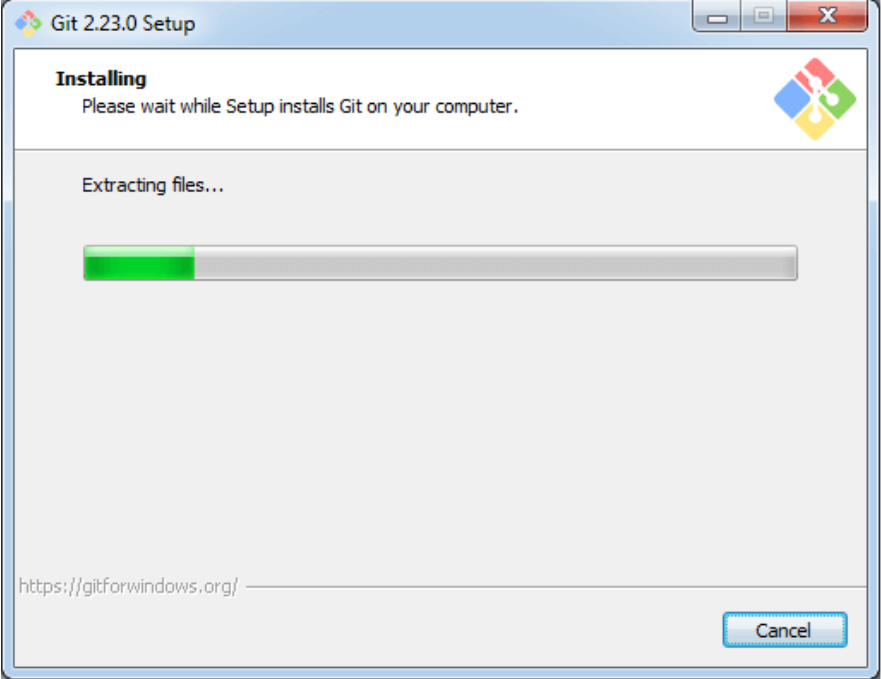 Git 2.23.0 Setup
Installing
Please wait while Setup installs Git on your computer.
Extracting files...
https://gitforwindows.org/
Cancel